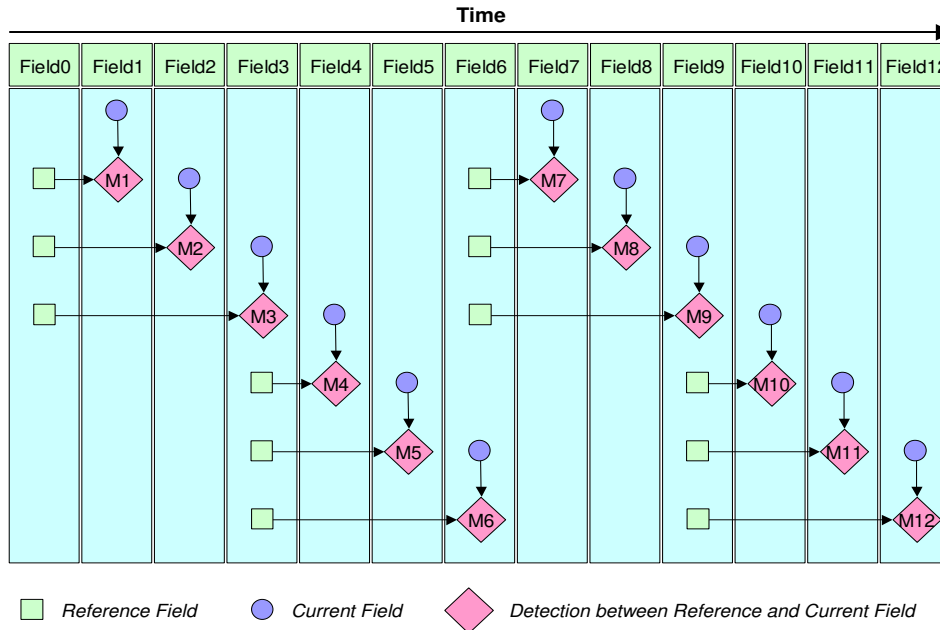 Time
Field0 Field1 Field2 Field3 Field4 Field5 Field6 Field7 Field8 Field9 Field10 Field11 Field12
M1 M7
M2 M8
M3 M9
M4 M10
M5 M11
M6 M12
Reference Field Current Field Detection between Reference and Current Field